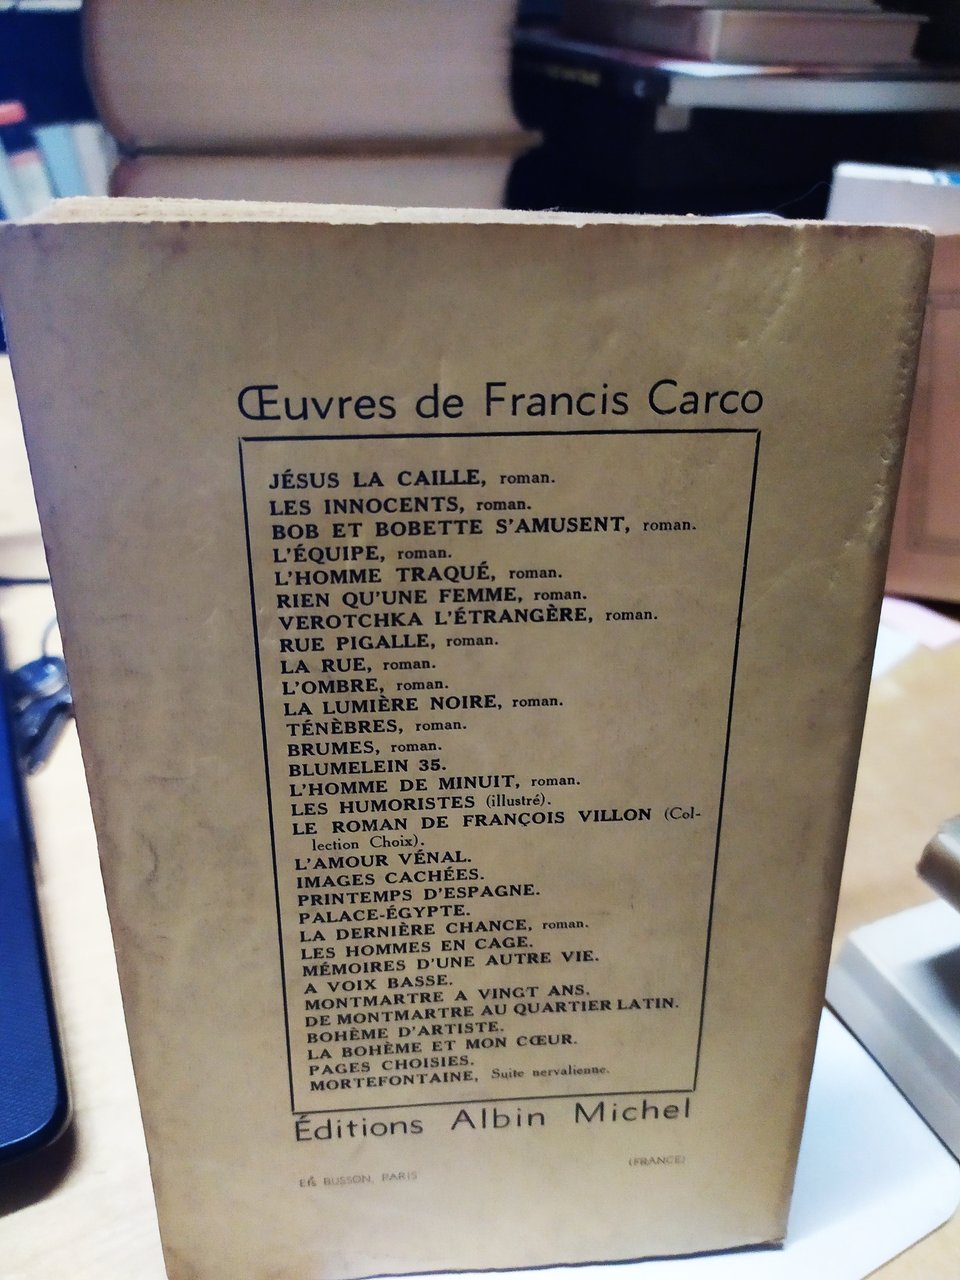 Œuvres de Francis Carco
JÉSUS LA CAILLE, roman.
LES INNOCENTS, roman.
BOB ET BOBETTE S'AMUSENT, roman.
L'ÉQUIPE, roman.
L'HOMME TRAQUÉ, roman.
RIEN QU'UNE FEMME, roman.
VEROTCHKA L'ÉTRANGÈRE, roman.
RUE PIGALLE, roman.
LA RUE, roman.
L'OMBRE, roman.
LA LUMIÈRE NOIRE, roman.
TÉNÈBRES, roman.
BRUMES, roman.
BLUMELEIN 35.
L'HOMME DE MINUIT, roman.
LES HUMORISTES (illustré).
LE ROMAN DE FRANÇOIS VILLON (Col-
lection Choix).
L'AMOUR VÉNAL.
IMAGES CACHÉES.
PRINTEMPS D'ESPAGNE.
PALACE-ÉGYPTE.
LA DERNIÈRE CHANCE, roman.
LES HOMMES EN CAGE.
MÉMOIRES D'UNE AUTRE VIE.
A VOIX BASSE.
MONTMARTRE A VINGT ANS.
DE MONTMARTRE AU QUARTIER LATIN.
BOHÈME D'ARTISTE.
LA BOHÈME ET MON CŒUR.
PAGES CHOISIES.
MORTEFONTAINE, Suite nervalienne.
Éditions Albin Michel
Éts BUSSON, PARIS
(FRANCE)